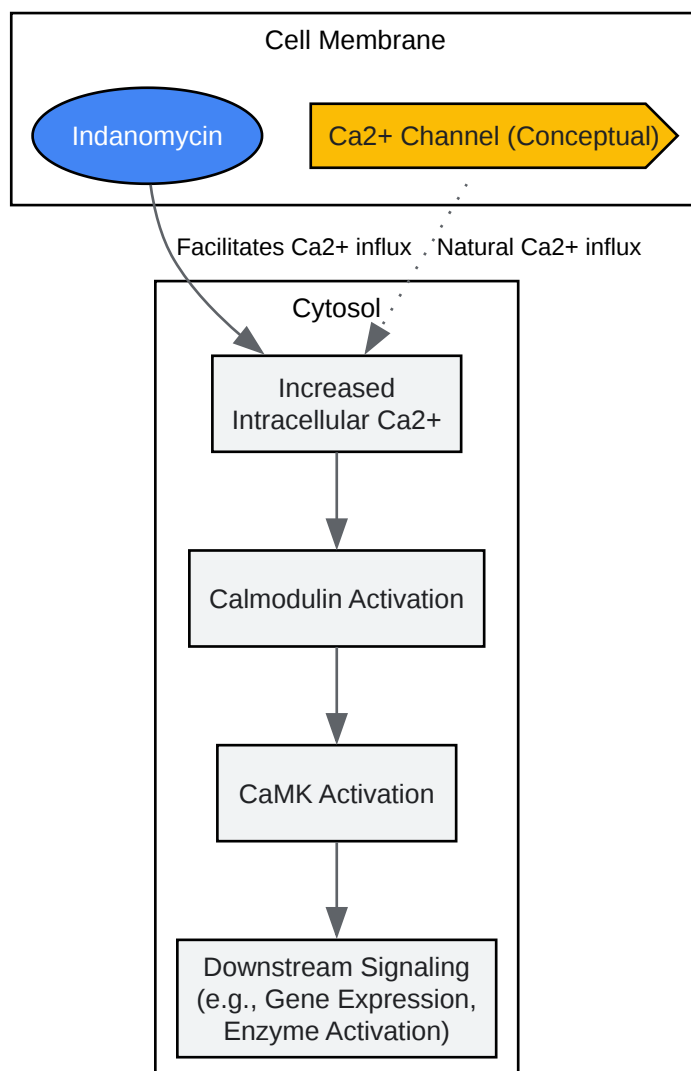 Cell Membrane
Indanomycin
Ca2+ Channel (Conceptual)
Facilitates Ca2+ influx
Natural Ca2+ influx
Cytosol
Increased
Intracellular Ca2+
Calmodulin Activation
CaMK Activation
Downstream Signaling
(e.g., Gene Expression,
Enzyme Activation)